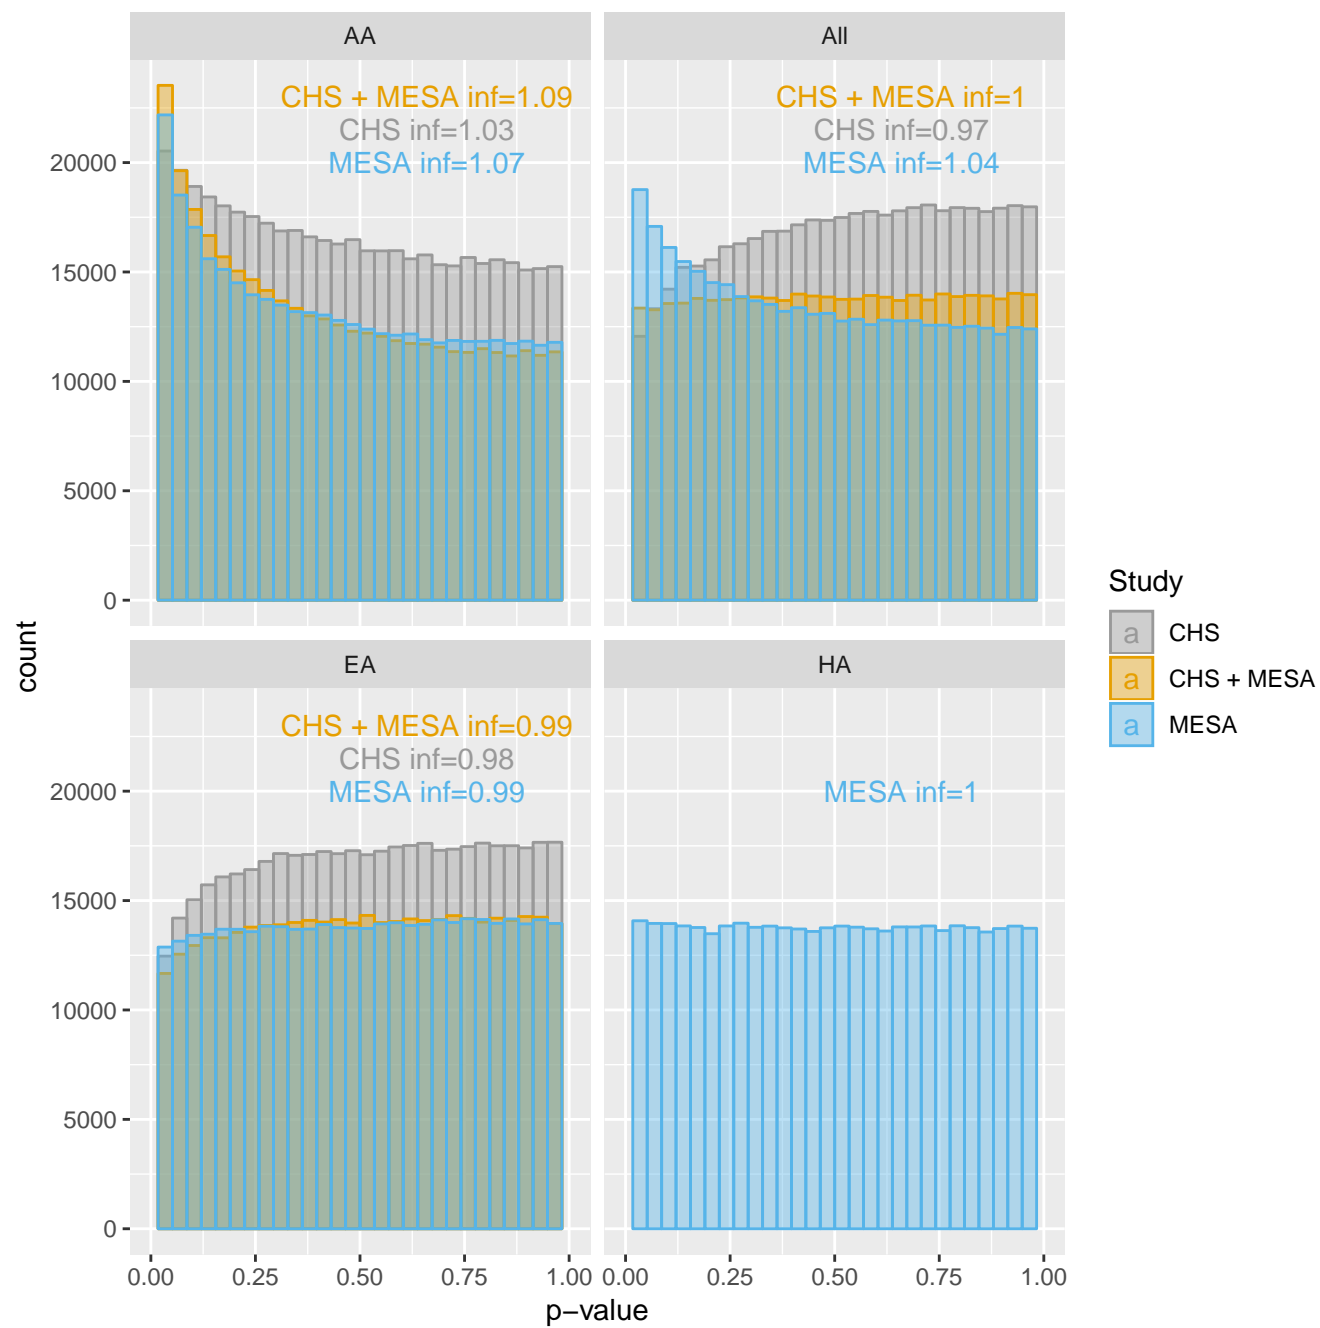 AA
All
CHS + MESA inf=1.09
CHS inf=1.03
MESA inf=1.07
CHS + MESA inf=1
CHS inf=0.97
MESA inf=1.04
20000
15000
10000
5000
0
EA
HA
CHS + MESA inf=0.99
CHS inf=0.98
MESA inf=0.99
MESA inf=1
20000
15000
10000
5000
0
0.00 0.25 0.50 0.75 1.00
0.00 0.25 0.50 0.75 1.00
p−value
count
Study
a CHS
a CHS + MESA
a MESA